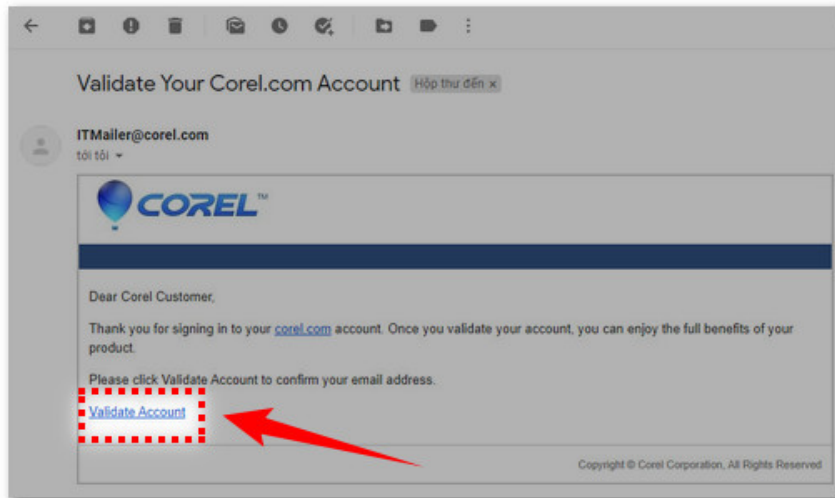 Validate Your Corel.com Account Hộp thư đến x
ITMailer@corel.com
tới tôi
COREL™
Dear Corel Customer,
Thank you for signing in to your corel.com account. Once you validate your account, you can enjoy the full benefits of your
product.
Please click Validate Account to confirm your email address.
Validate Account
Copyright © Corel Corporation, All Rights Reserved